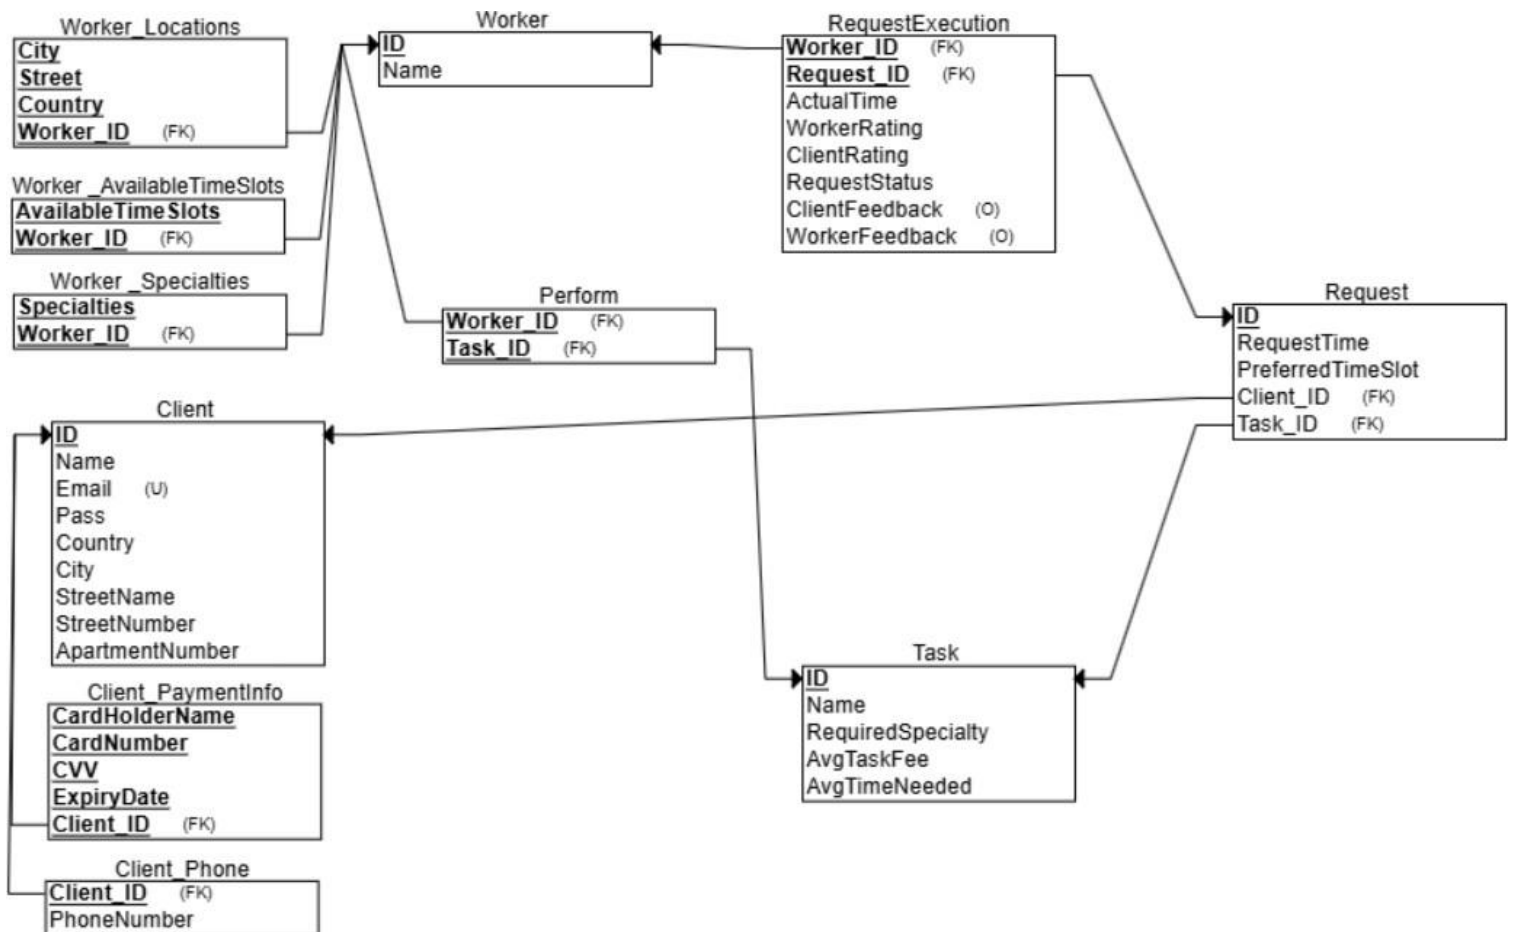 Worker_Locations
City
Street
Country
Worker_ID (FK)
Worker _AvailableTimeSlots
AvailableTimeSlots
Worker_ID (FK)
Worker _Specialties
Specialties
Worker_ID (FK)
Worker
ID
Name
RequestExecution
Worker_ID (FK)
Request_ID (FK)
ActualTime
WorkerRating
ClientRating
RequestStatus
ClientFeedback (O)
WorkerFeedback (O)
Perform
Worker_ID (FK)
Task_ID (FK)
Request
ID
RequestTime
PreferredTimeSlot
Client_ID (FK)
Task_ID (FK)
Client
ID
Name
Email (U)
Pass
Country
City
StreetName
StreetNumber
ApartmentNumber
Task
ID
Name
RequiredSpecialty
AvgTaskFee
AvgTimeNeeded
Client_PaymentInfo
CardHolderName
CardNumber
CVV
ExpiryDate
Client_ID (FK)
Client_Phone
Client_ID (FK)
PhoneNumber